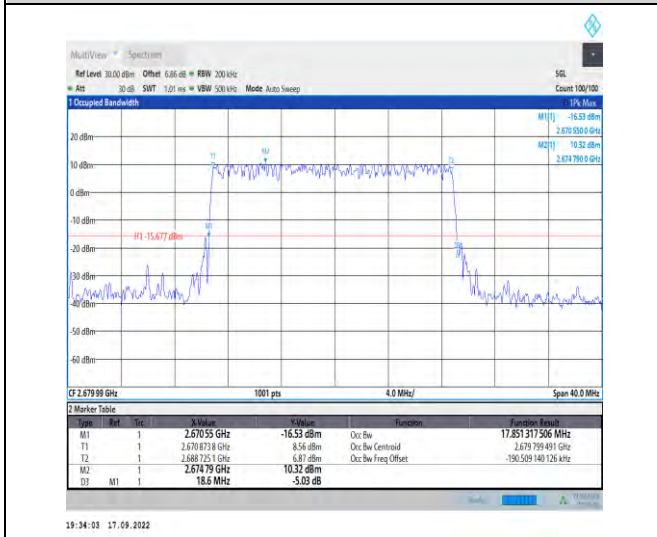 MultiView Spectrum
Ref Level 30.00 dBm Offset 6.86 dB RBW 200 kHz SGL
Att 30 dB SWT 1.01 ms VBW 500 kHz Mode Auto Sweep Count 100/100
1 Occupied Bandwidth 1Pk Max
M1[1] -16.53 dBm
2.670 550 0 GHz
M2[1] 10.32 dBm
2.674 790 0 GHz
20 dBm
10 dBm
0 dBm
-10 dBm
-20 dBm
-30 dBm
-40 dBm
-50 dBm
-60 dBm
T1
M2
T2
M1
H1 -15.677 dBm
CF 2.679 99 GHz 1001 pts 4.0 MHz/ Span 40.0 MHz
2 Marker Table
Type Ref Trc X-Value Y-Value Function Function Result
M1 1 2.670 55 GHz -16.53 dBm Occ Bw 17.851 317 506 MHz
T1 1 2.670 873 8 GHz 8.56 dBm Occ Bw Centroid 2.679 799 491 GHz
T2 1 2.688 725 1 GHz 6.87 dBm Occ Bw Freq Offset -190.509 140 126 kHz
M2 1 2.674 79 GHz 10.32 dBm
D3 M1 1 18.6 MHz -5.03 dB
19:34:03 17.09.2022